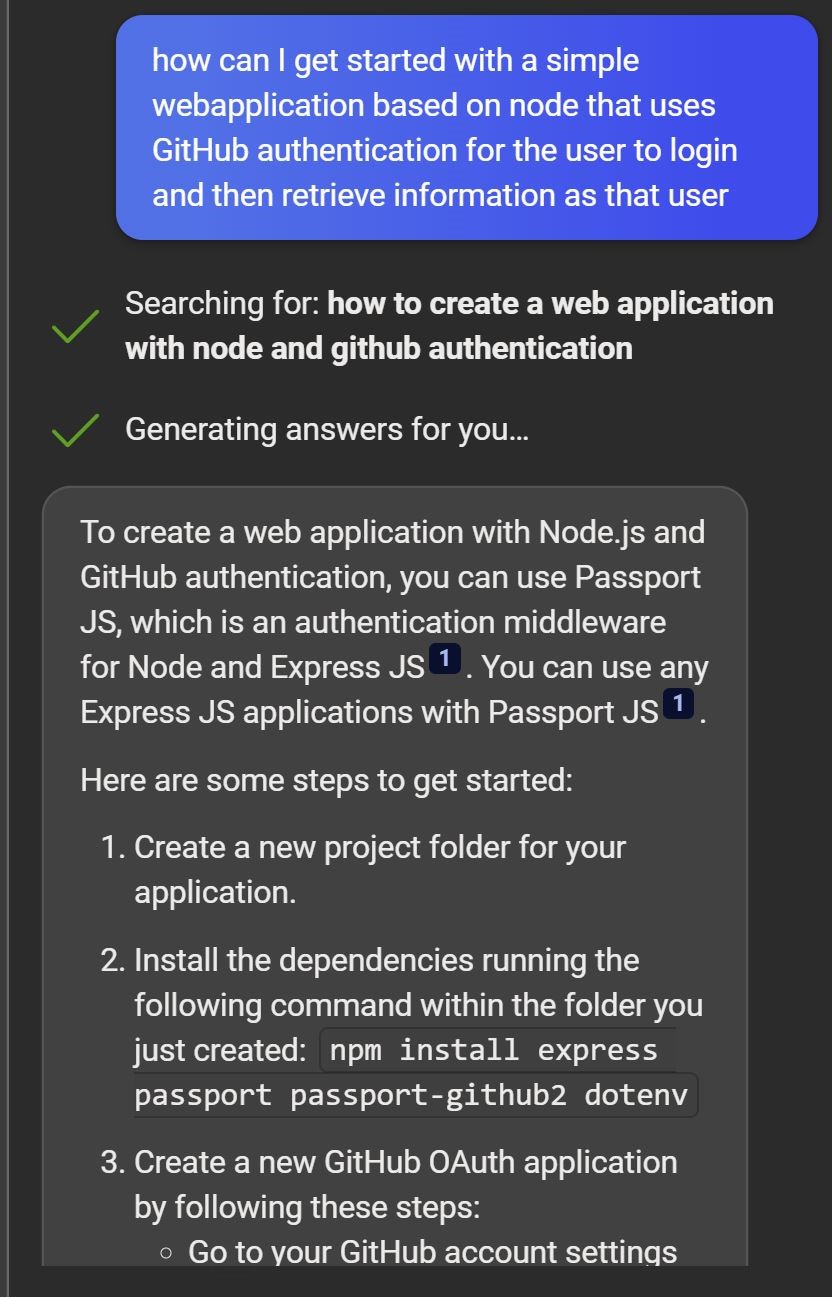 how can I get started with a simple
webapplication based on node that uses
GitHub authentication for the user to login
and then retrieve information as that user
Searching for: how to create a web application
with node and github authentication
Generating answers for you...
To create a web application with Node.js and
GitHub authentication, you can use Passport
JS, which is an authentication middleware
for Node and Express JS 1 . You can use any
Express JS applications with Passport JS 1 .
Here are some steps to get started:
1. Create a new project folder for your
application.
2. Install the dependencies running the
following command within the folder you
just created: npm install express
passport passport-github2 dotenv
3. Create a new GitHub OAuth application
by following these steps:
○ Go to your GitHub account settings